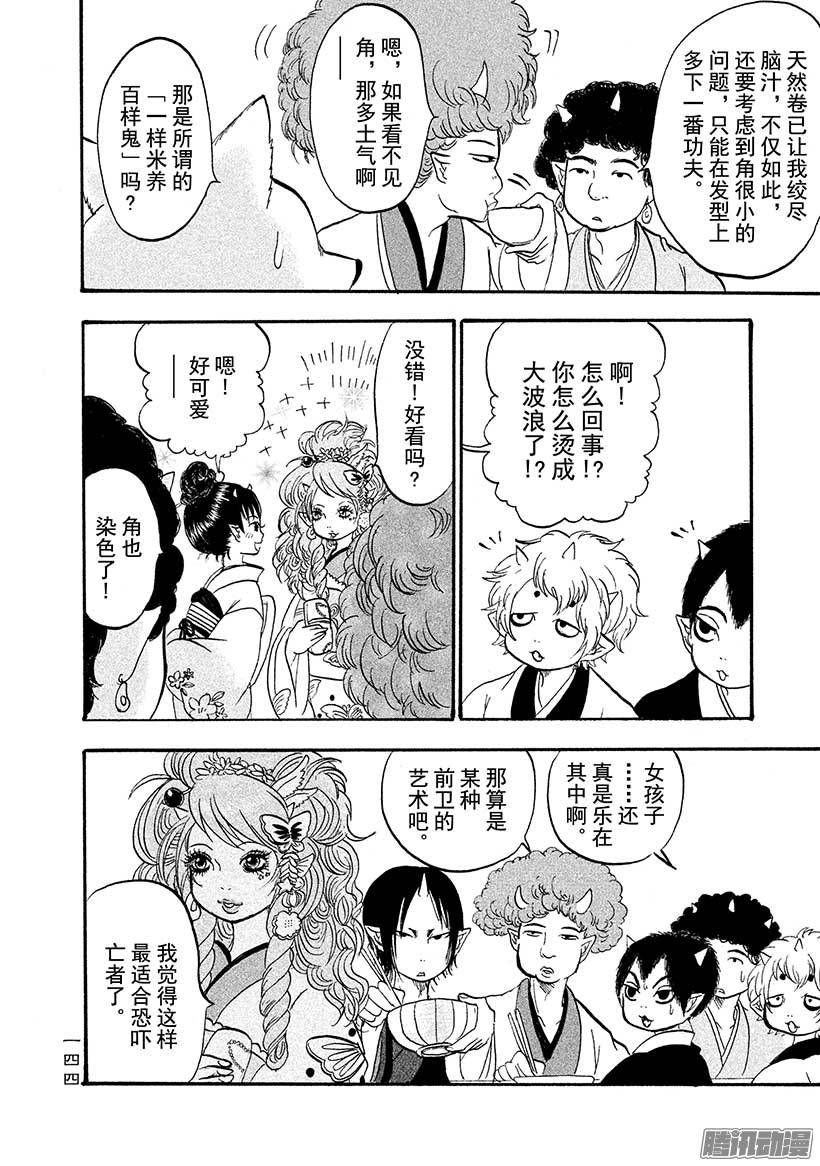 天然卷已让我绞尽
脑汁，不仅如此，
还要考虑到角很小的
问题，只能在发型上
多下一番功夫。
嗯，如果看不见
角，那多土气啊
——
那是所谓的
「一样米养
百样鬼」吗？
啊！
怎么回事！？
你怎么烫成
大波浪了！？
没错！好看吗？
嗯！
好可爱
——
角也
染色了！
女孩子
……还
真是乐在
其中啊。
那算是
某种
前卫的
艺术吧。
我觉得这样
最适合恐吓
亡者了。
一四四
腾讯动漫